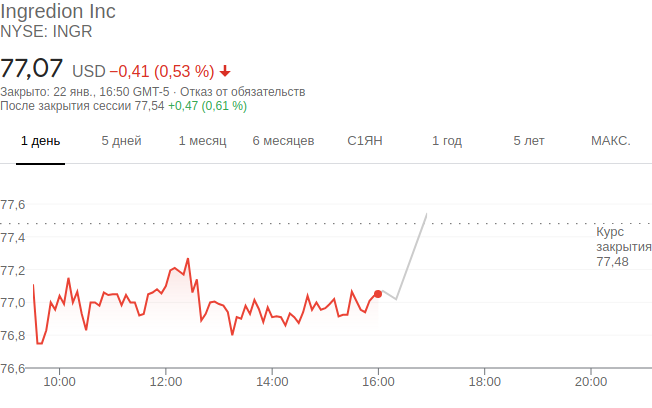 Ingredion Inc
NYSE: INGR
77,07 USD −0,41 (0,53 %)
Закрыто: 22 янв., 16:50 GMT-5 · Отказ от обязательств
После закрытия сессии 77,54 +0,47 (0,61 %)
1 день 5 дней 1 месяц 6 месяцев С1ЯН 1 год 5 лет МАКС.
77,6
77,4
Курс
закрытия
77,48
77,2
77,0
76,8
76,6
10:00 12:00 14:00 16:00 18:00 20:00